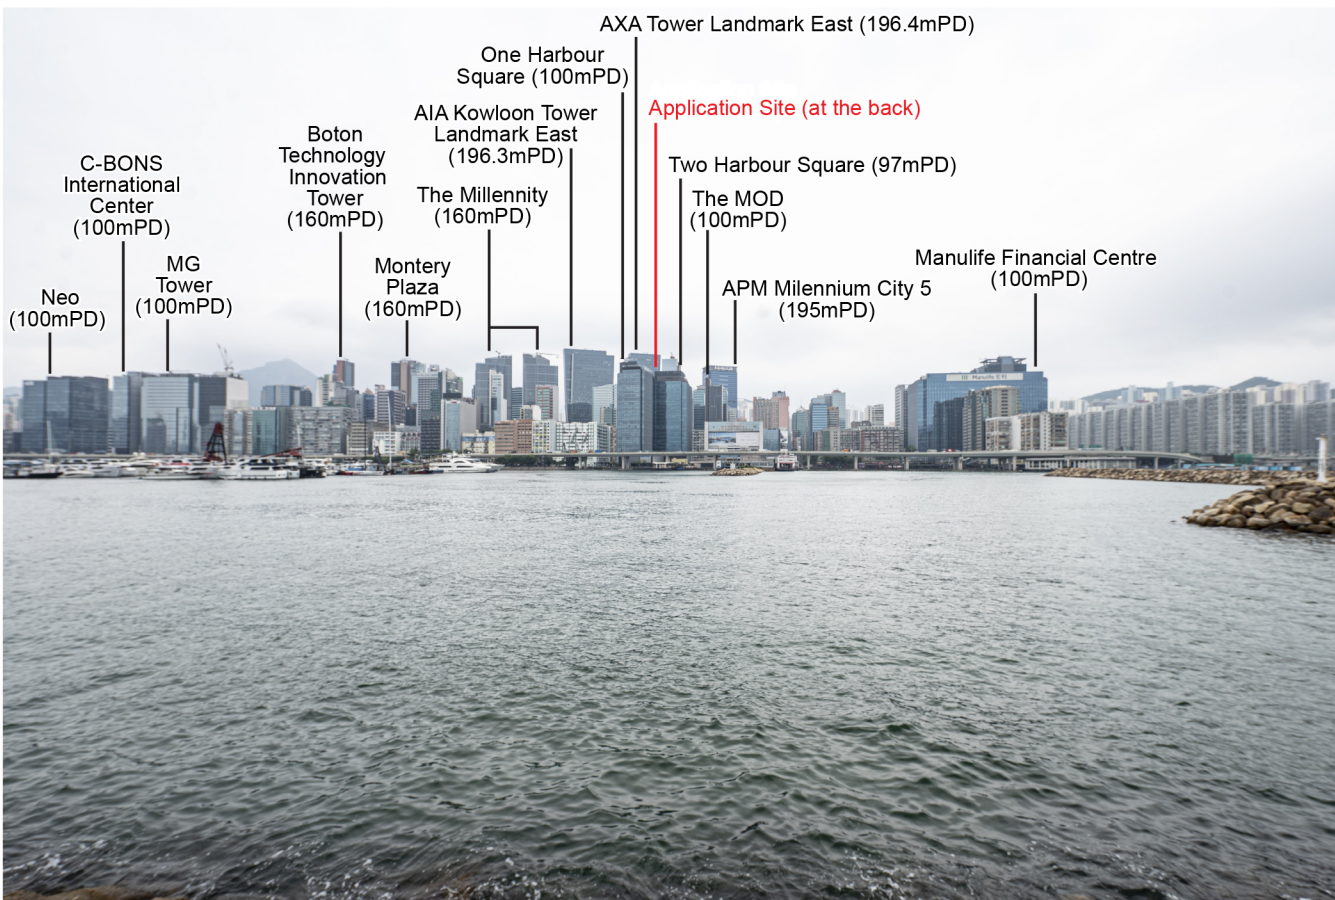 AXA Tower Landmark East (196.4mPD)
One Harbour
Square (100mPD)
Application Site (at the back)
AIA Kowloon Tower
Landmark East
(196.3mPD)
Boton
Technology
Innovation
Tower
(160mPD)
C-BONS
International
Center
(100mPD)
Two Harbour Square (97mPD)
The Millennity
(160mPD)
The MOD
(100mPD)
Manulife Financial Centre
(100mPD)
MG
Tower
(100mPD)
Montery
Plaza
(160mPD)
APM Milennium City 5
(195mPD)
Neo
(100mPD)
Manulife